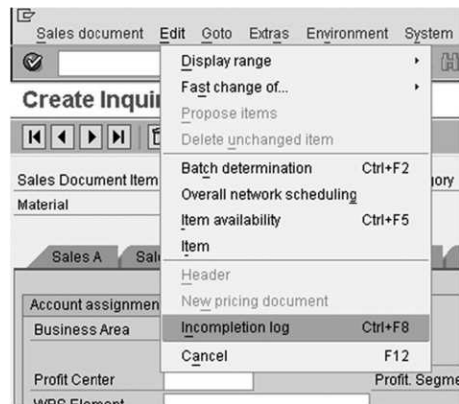 Sales document Edit Goto Extras Environment System
Display range
Fast change of...
Create Inqui
Propose items
Delete unchanged item
Sales Document Item
Batch determination Ctrl+F2
Overall network scheduling
Material
Item availability Ctrl+F5
Item
Sales A Sal
Header
Account assignmen
New pricing document
Business Area
Incompletion log Ctrl+F8
Cancel F12
Profit Center
Profit. Segme
WBS Element